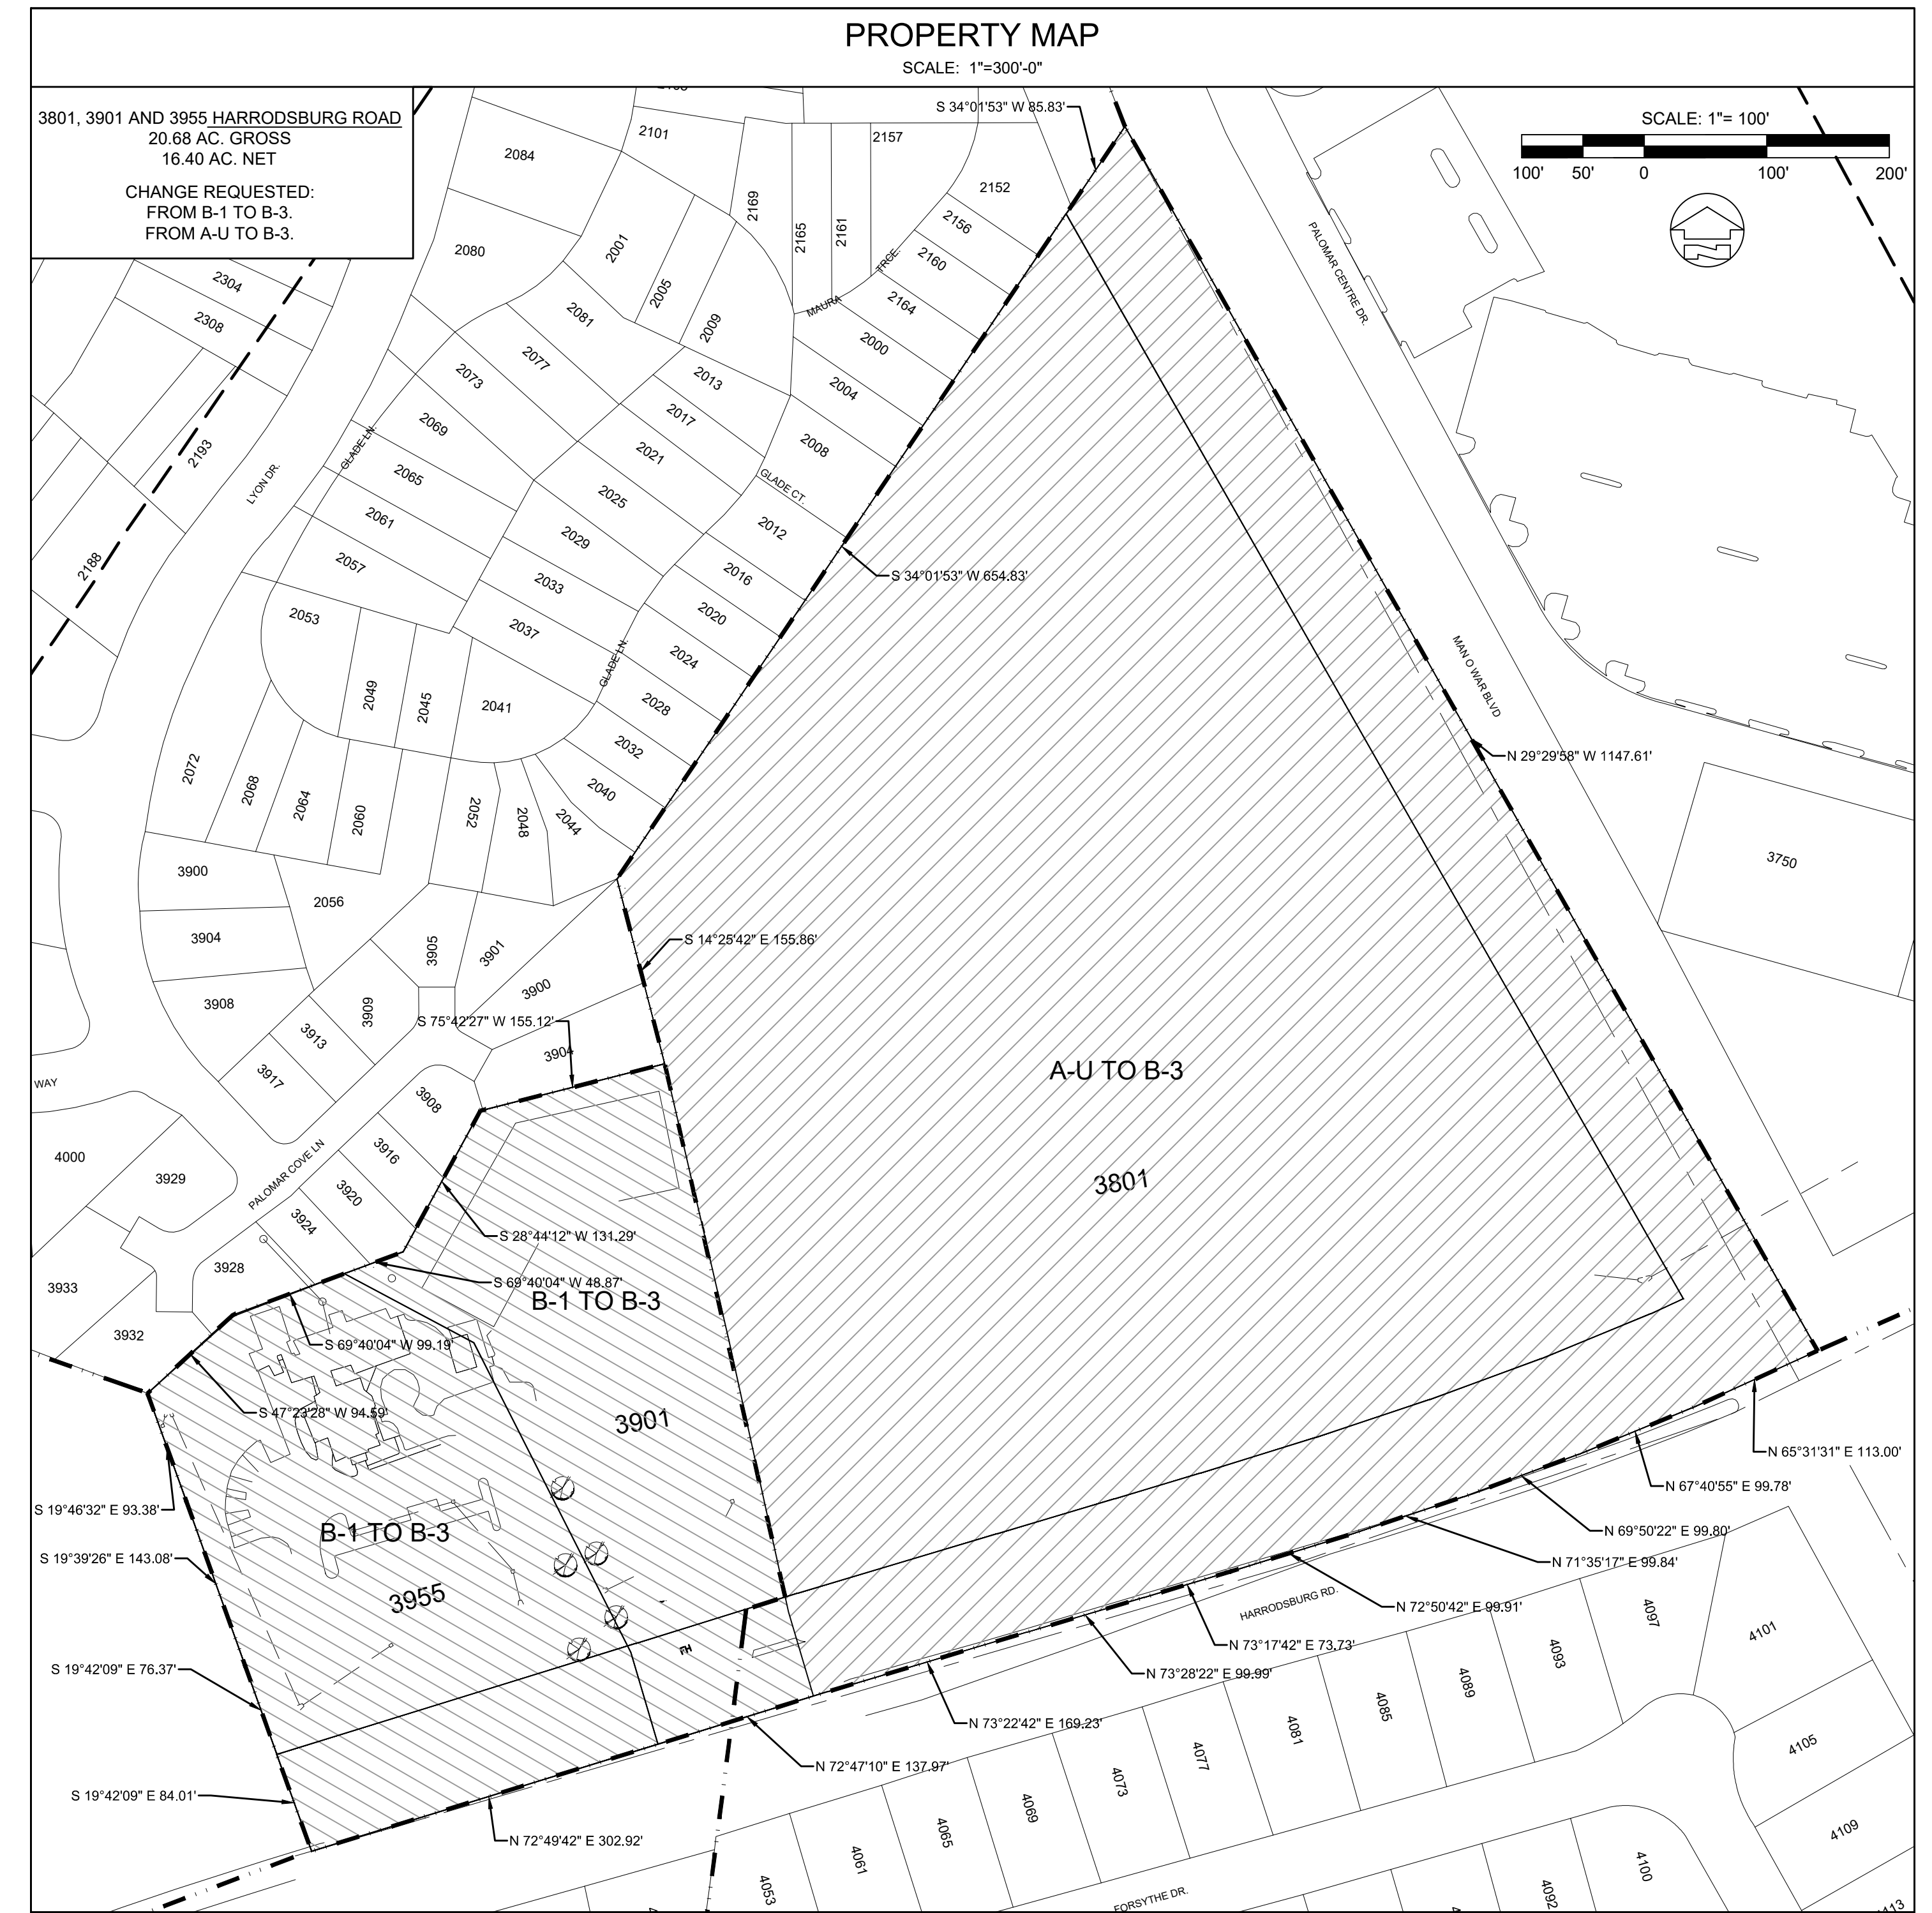 PROPERTY MAP
SCALE: 1"=300'-0"
3801, 3901 AND 3955 HARRODSBURG ROAD
20.68 AC. GROSS
16.40 AC. NET
CHANGE REQUESTED:
FROM B-1 TO B-3.
FROM A-U TO B-3.
SCALE: 1"= 100'
100' 50' 0 100' 200'
S 34°01'53" W 85.83'
2101
2157
2084
2152
2169
2156
2165
2161
2001
2080
2160
TRCE.
2304
2005
2164
MAURA
2308
2081
2009
2000
2077
2073
2013
2004
2017
2069
2008
2193
GLADE LN.
2021
2065
LYON DR.
GLADE CT.
2025
2061
2012
2029
2057
2188
2016
S 34°01'53" W 654.83'
2033
2053
2020
2037
2024
GLADE LN.
2049
2045
2041
2028
2032
2072
2068
2064
2060
2052
2048
2044
2040
PALOMAR CENTRE DR.
MAN O WAR BLVD
N 29°29'58" W 1147.61'
3750
3900
2056
3904
3905
3901
S 14°25'42" E 155.86'
3908
3909
3900
3913
S 75°42'27" W 155.12'
3904
3917
WAY
3908
A-U TO B-3
3801
4000
3929
3916
PALOMAR COVE LN
3920
3924
S 28°44'12" W 131.29'
3928
3933
S 69°40'04" W 48.87'
B-1 TO B-3
3932
S 69°40'04" W 99.19'
S 47°23'28" W 94.59'
3901
S 19°46'32" E 93.38'
B-1 TO B-3
S 19°39'26" E 143.08'
3955
S 19°42'09" E 76.37'
FH
S 19°42'09" E 84.01'
N 65°31'31" E 113.00'
N 67°40'55" E 99.78'
N 69°50'22" E 99.80'
N 71°35'17" E 99.84'
HARRODSBURG RD.
N 72°50'42" E 99.91'
N 73°17'42" E 73.73'
N 73°28'22" E 99.99'
N 73°22'42" E 169.23'
N 72°47'10" E 137.97'
N 72°49'42" E 302.92'
4097
4101
4093
4089
4085
4081
4077
4073
4069
4065
4061
4053
4105
4109
4100
4092
FORSYTHE DR.